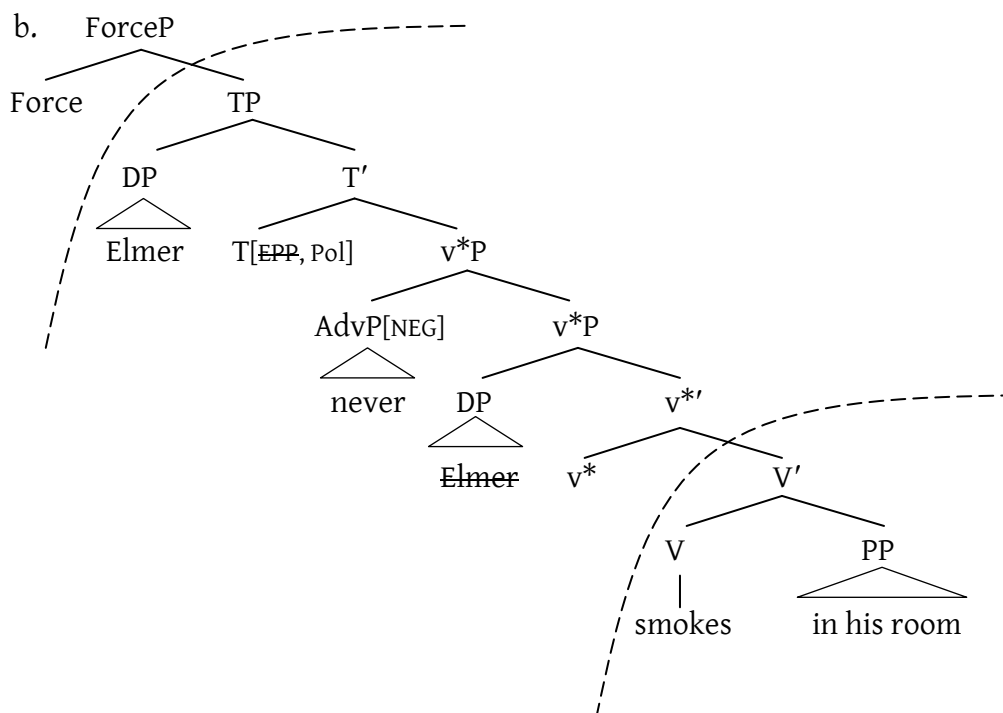 b. ForceP
Force TP
DP T′
Elmer T[EPP, Pol] v*P
AdvP[NEG] v*P
never DP v*′
Elmer v* V′
V PP
smokes in his room